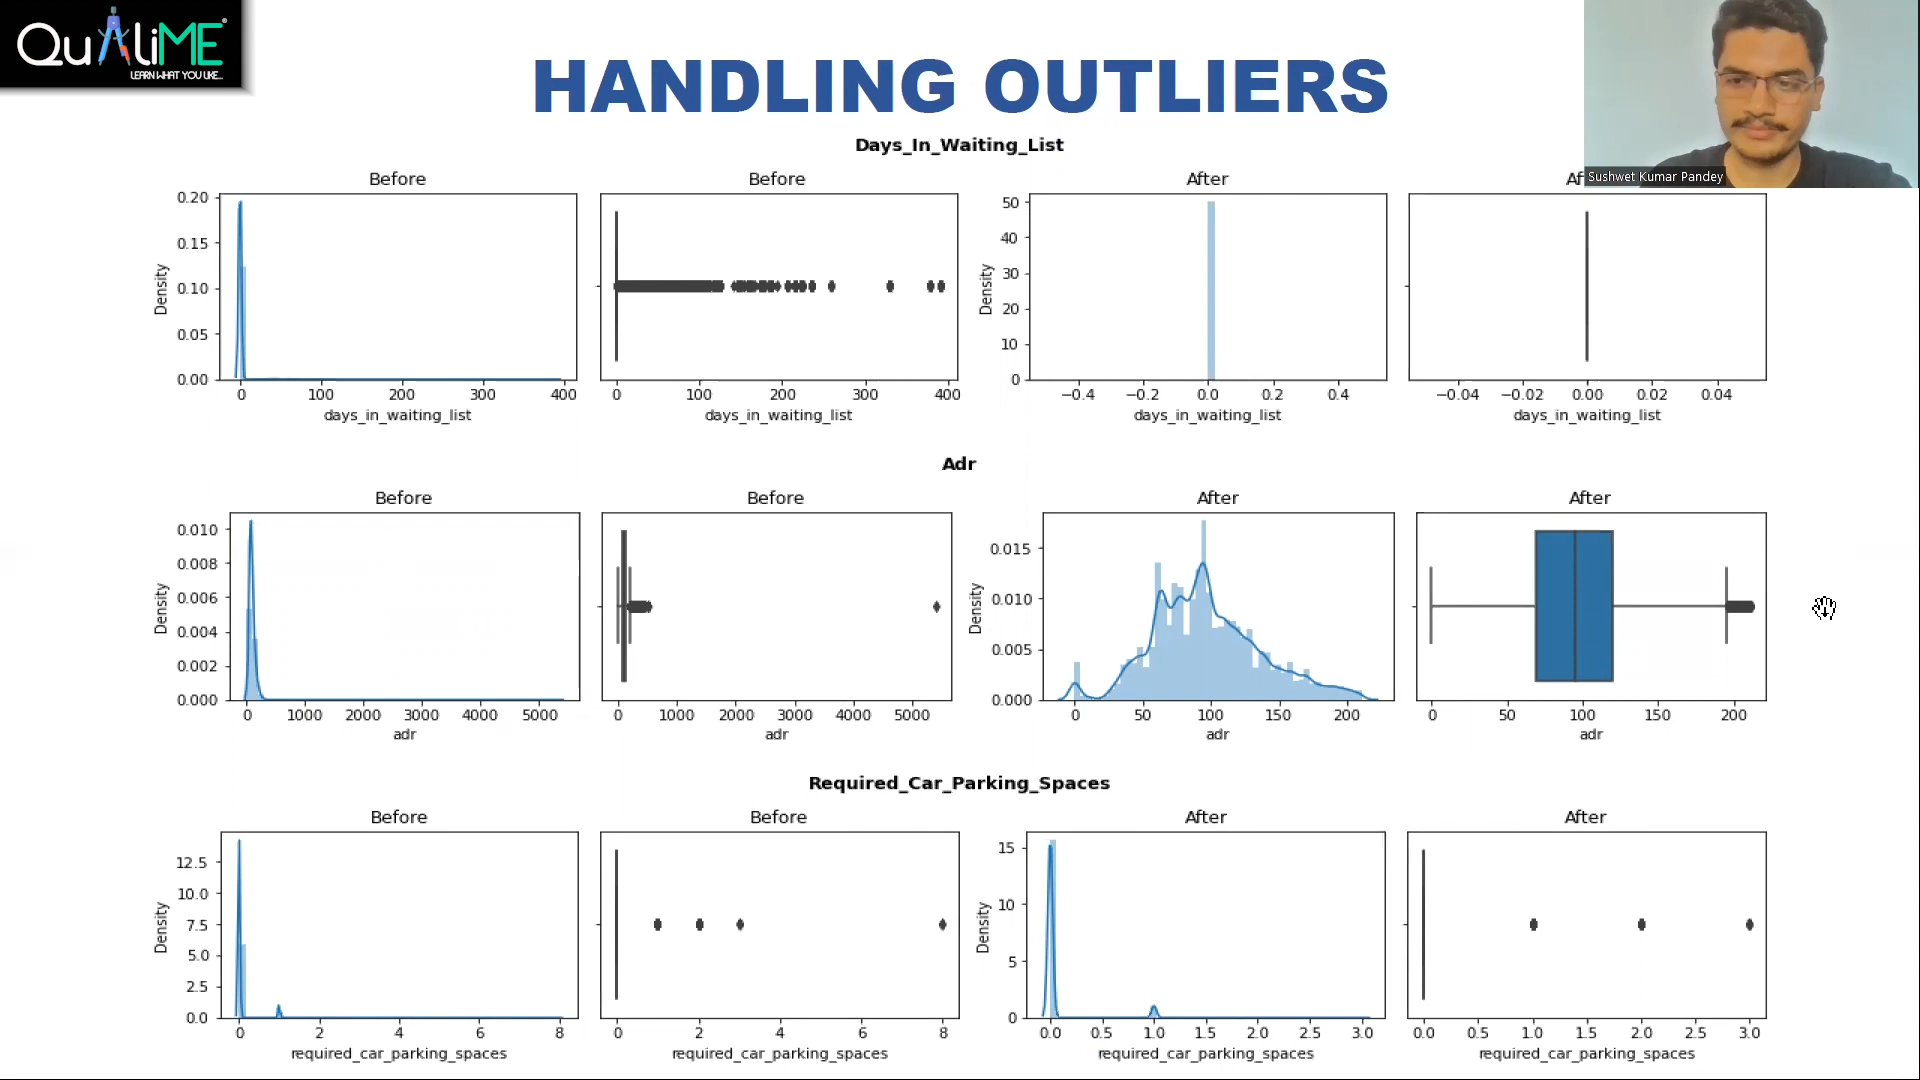 QuAliME
LEARN WHAT YOU LIKE...
HANDLING OUTLIERS
Sushwet Kumar Pandey
Days_In_Waiting_List
Before
Before
After
Af
0.20
0.15
0.10
0.05
0.00
Density
0 100 200 300 400
days_in_waiting_list
0 100 200 300 400
days_in_waiting_list
50
40
30
20
10
0
Density
−0.4 −0.2 0.0 0.2 0.4
days_in_waiting_list
−0.04 −0.02 0.00 0.02 0.04
days_in_waiting_list
Adr
Before
Before
After
After
0.010
0.008
0.006
0.004
0.002
0.000
Density
0 1000 2000 3000 4000 5000
adr
0 1000 2000 3000 4000 5000
adr
0.015
0.010
0.005
0.000
Density
0 50 100 150 200
adr
0 50 100 150 200
adr
Required_Car_Parking_Spaces
Before
Before
After
After
12.5
10.0
7.5
5.0
2.5
0.0
Density
0 2 4 6 8
required_car_parking_spaces
0 2 4 6 8
required_car_parking_spaces
15
10
5
0
Density
0.0 0.5 1.0 1.5 2.0 2.5 3.0
required_car_parking_spaces
0.0 0.5 1.0 1.5 2.0 2.5 3.0
required_car_parking_spaces